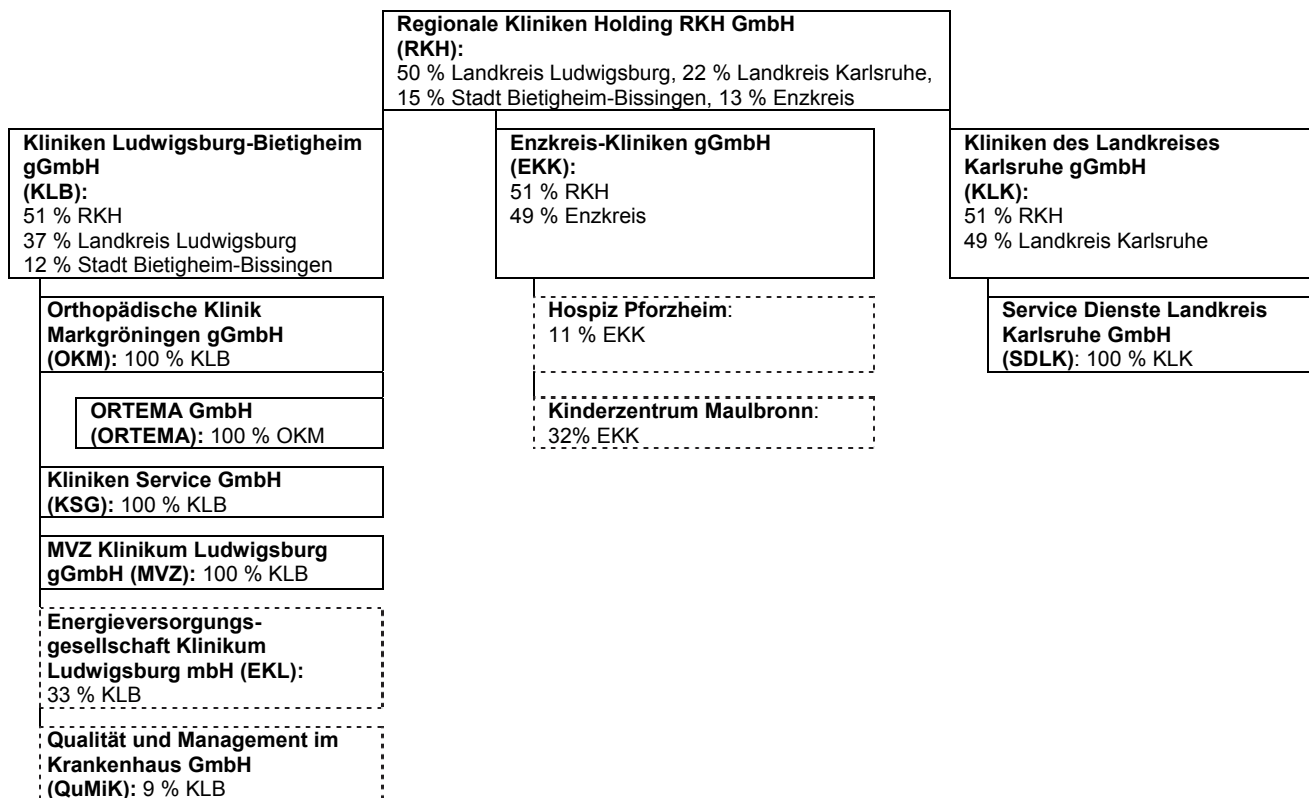 Regionale Kliniken Holding RKH GmbH
(RKH):
50 % Landkreis Ludwigsburg, 22 % Landkreis Karlsruhe,
15 % Stadt Bietigheim-Bissingen, 13 % Enzkreis
Kliniken Ludwigsburg-Bietigheim
gGmbH
(KLB):
51 % RKH
37 % Landkreis Ludwigsburg
12 % Stadt Bietigheim-Bissingen
Enzkreis-Kliniken gGmbH
(EKK):
51 % RKH
49 % Enzkreis
Kliniken des Landkreises
Karlsruhe gGmbH
(KLK):
51 % RKH
49 % Landkreis Karlsruhe
Orthopädische Klinik
Markgröningen gGmbH
(OKM): 100 % KLB
ORTEMA GmbH
(ORTEMA): 100 % OKM
Kliniken Service GmbH
(KSG): 100 % KLB
MVZ Klinikum Ludwigsburg
gGmbH (MVZ): 100 % KLB
Energieversorgungs-
gesellschaft Klinikum
Ludwigsburg mbH (EKL):
33 % KLB
Qualität und Management im
Krankenhaus GmbH
(QuMiK): 9 % KLB
Hospiz Pforzheim:
11 % EKK
Kinderzentrum Maulbronn:
32% EKK
Service Dienste Landkreis
Karlsruhe GmbH
(SDLK): 100 % KLK